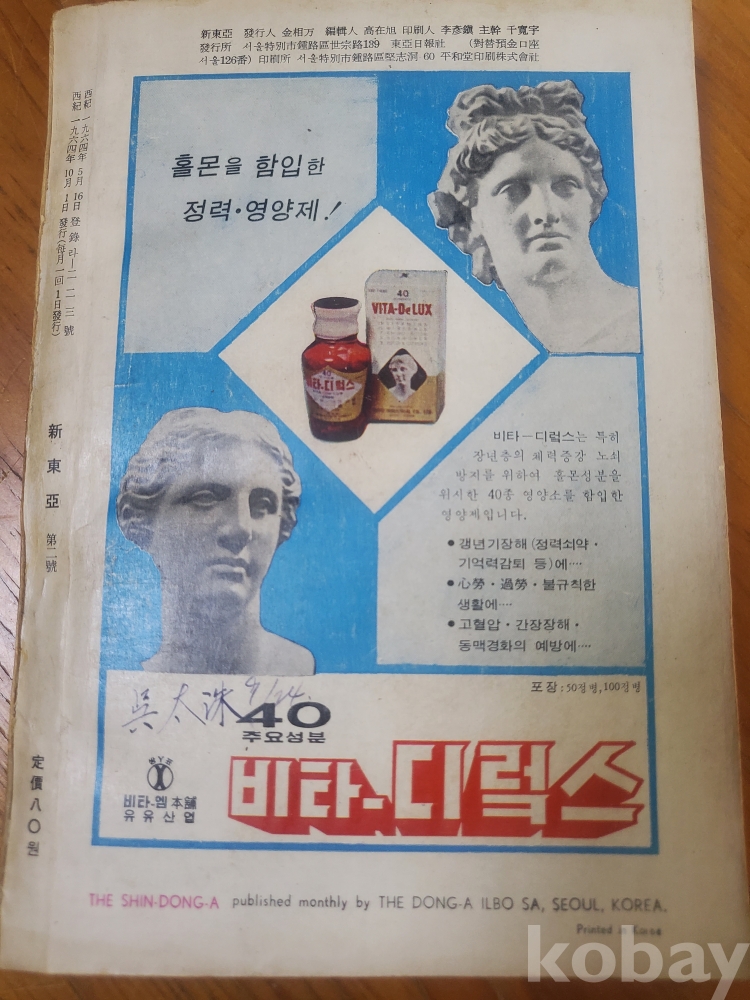 新東亞 發行人 金相万 編輯人 高在旭 印刷人 李彥鎭 主幹 千寬宇
發行所 서울特別市鍾路區世宗路139 東亞日報社 (對替預金口座
서울126番) 印刷所 서울特別市鍾路區堅志洞 60 平和堂印刷株式會社
西紀 一九六四年 5月 16日 登錄 라一二一二三號
西紀 一九六四年 10月 1日 發行(每月一回 1日發行)
新東亞 第二號
定價 八〇원
홀몬을 함입한
정력·영양제!
40
VITA-DeLUX
40
비타-디럭스
비타-디럭스는 특히
장년층의 체력증강 노쇠
방지를 위하여 홀몬성분을
위시한 40종 영양소를 함입한
영양제입니다.
●갱년기장해(정력쇠약·
기억력감퇴 등)에····
●心勞·過勞·불규칙한
생활에····
●고혈압·간장장해·
동맥경화의 예방에····
포장:50정병,100정병
吳太洙 9/24.
40
주요성분
비타-엠 本舖
유유산업
비타-디럭스
THE SHIN-DONG-A published monthly by THE DONG-A ILBO SA, SEOUL, KOREA.
Printed in Korea
kobay